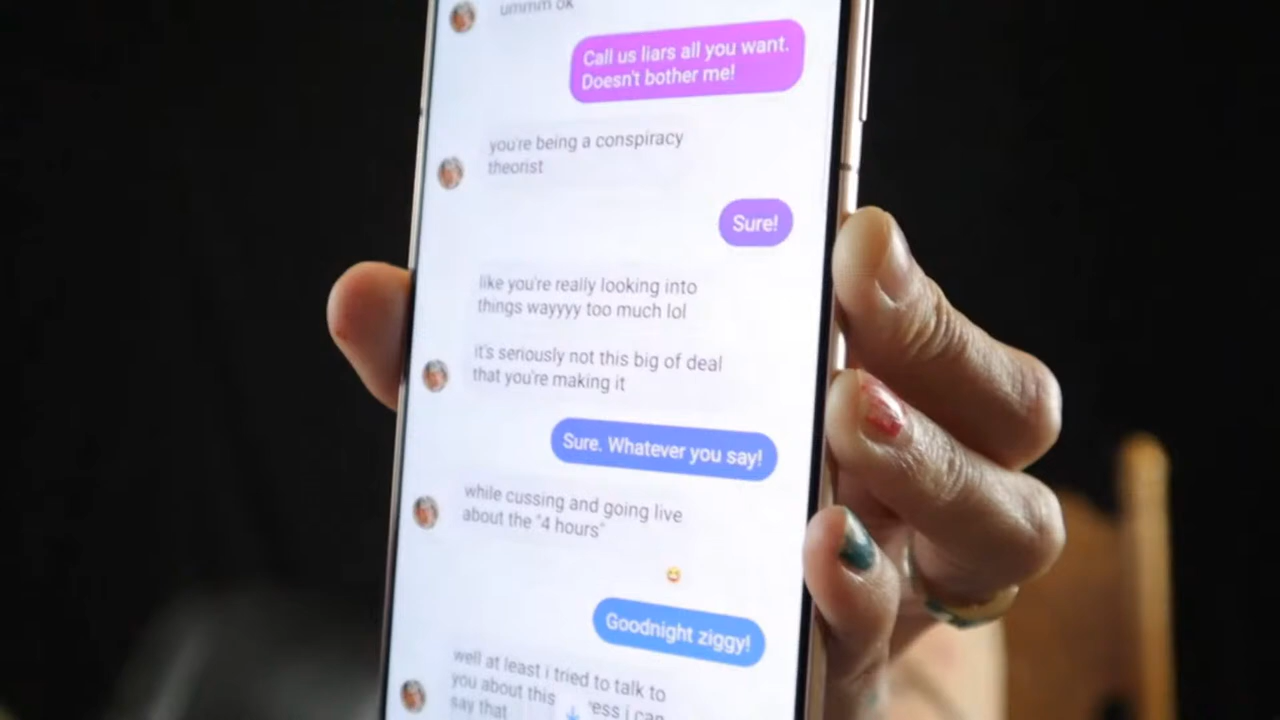 ummm ok
Call us liars all you want.
Doesn't bother me!
you're being a conspiracy
theorist
Sure!
like you're really looking into
things wayyyy too much lol
it's seriously not this big of deal
that you're making it
Sure. Whatever you say!
while cussing and going live
about the "4 hours"
Goodnight ziggy!
well at least i tried to talk to
you about this ess i can
say that